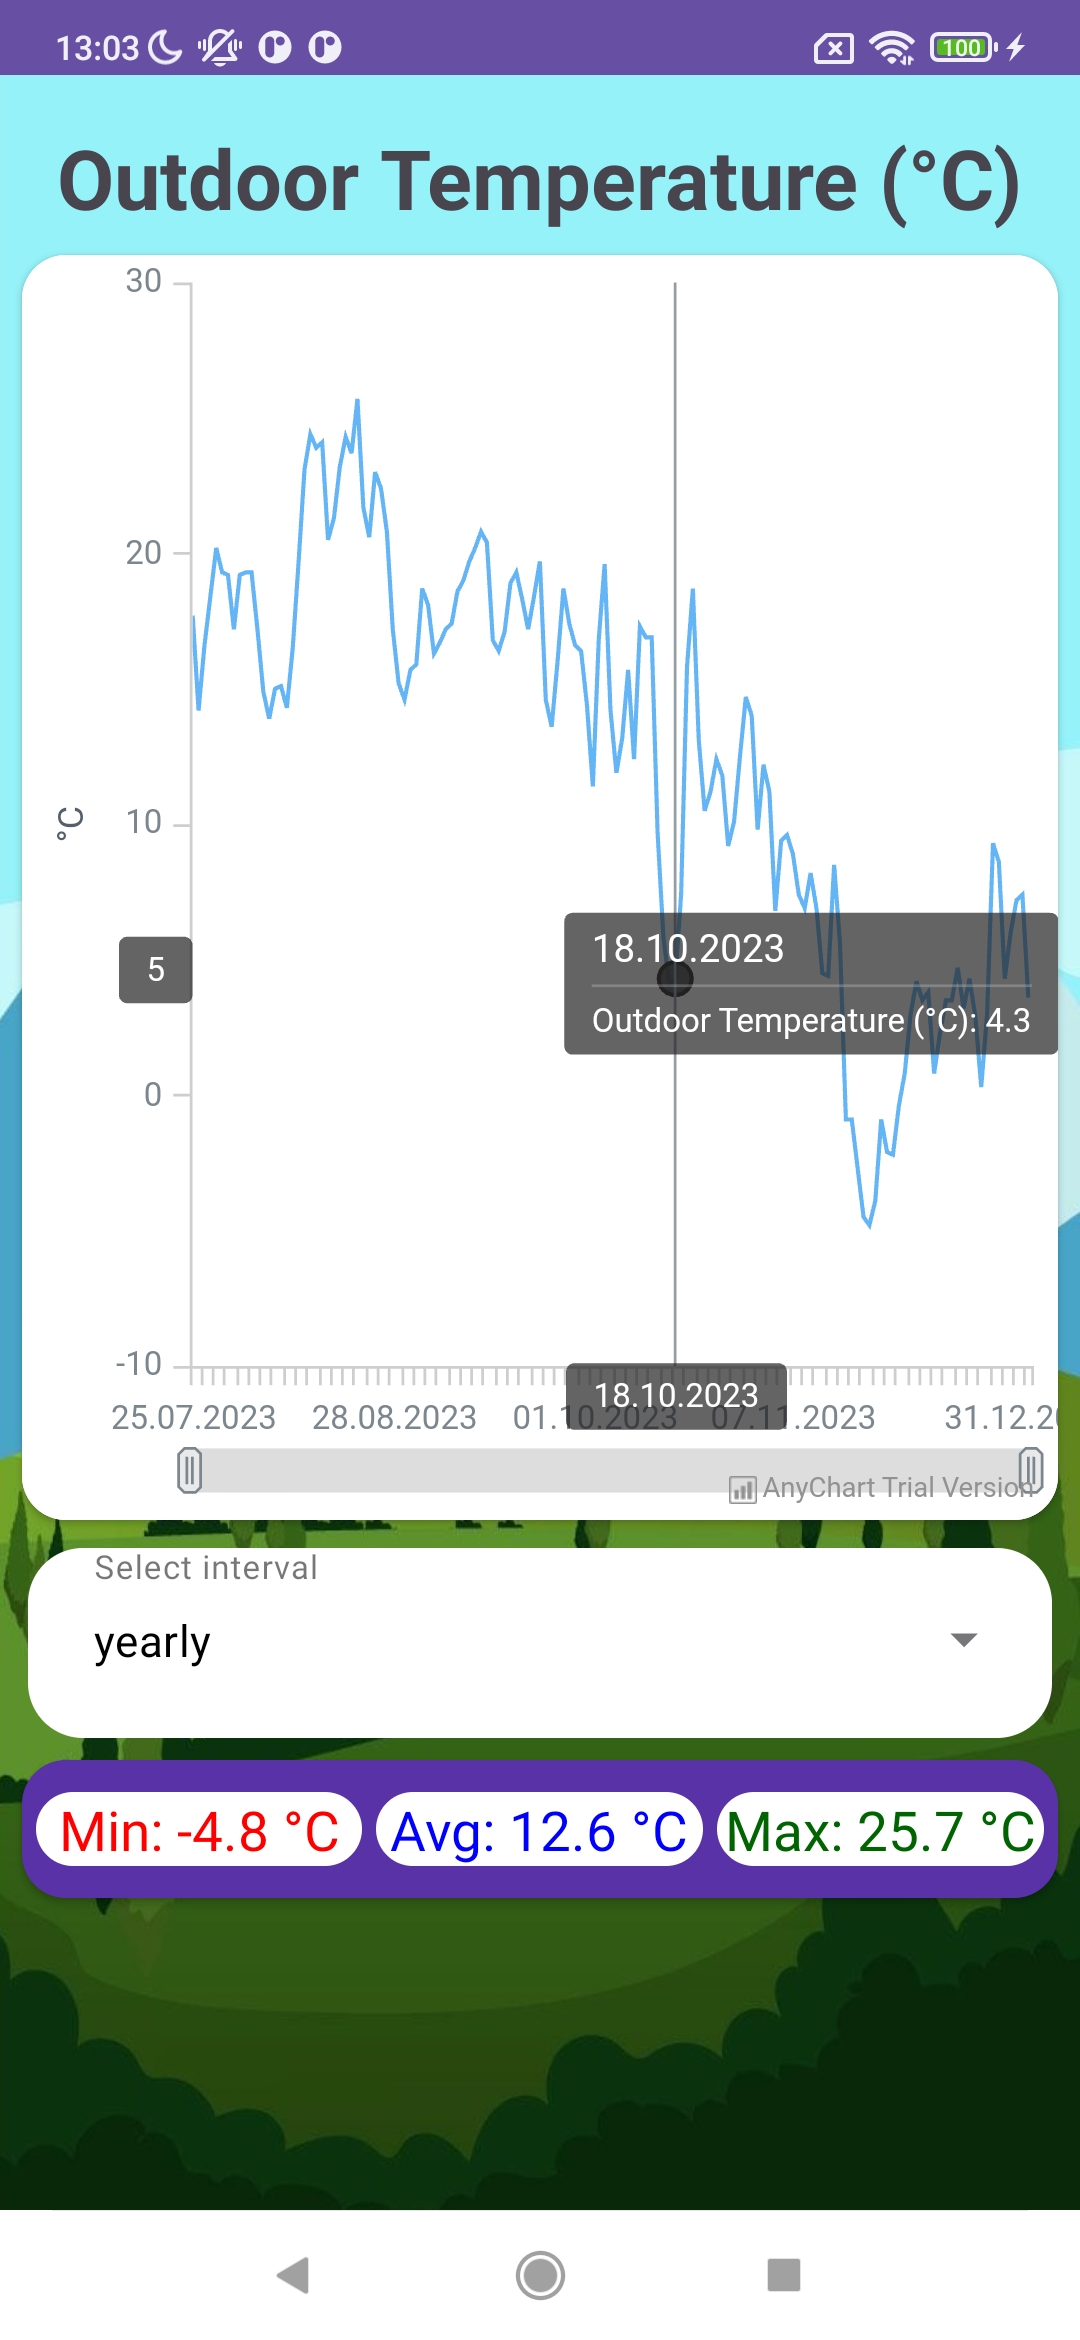 13:03
100
Outdoor Temperature (°C)
30
20
10
°C
5
0
-10
18.10.2023
Outdoor Temperature (°C): 4.3
18.10.2023
25.07.2023 28.08.2023 01.10.2023 07.11.2023 31.12.20
AnyChart Trial Version
Select interval
yearly
Min: -4.8 °C Avg: 12.6 °C Max: 25.7 °C